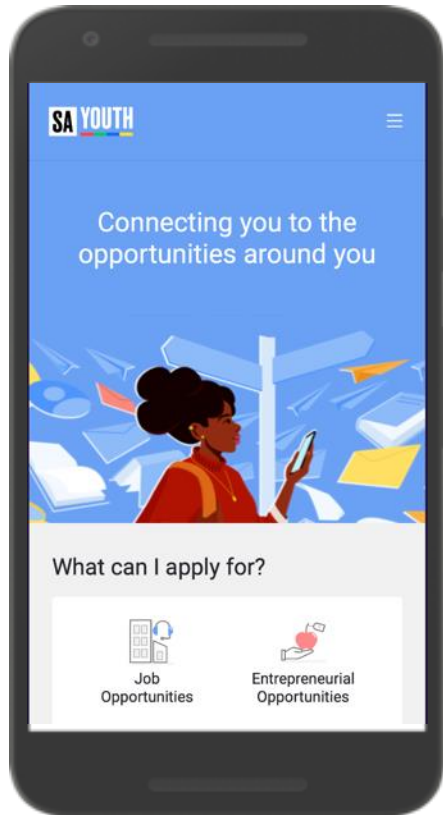 SA YOUTH
Connecting you to the
opportunities around you
What can I apply for?
Job
Opportunities
Entrepreneurial
Opportunities